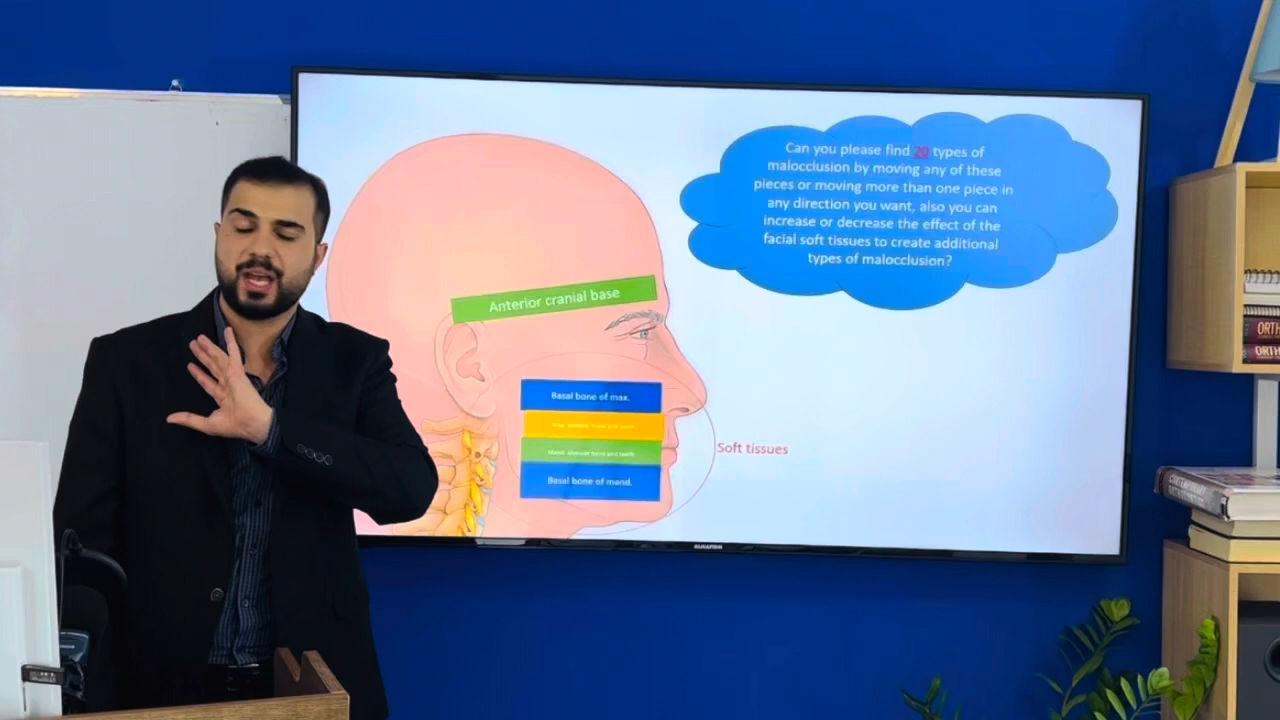 Can you please find 20 types of
malocclusion by moving any of these
pieces or moving more than one piece in
any direction you want, also you can
increase or decrease the effect of the
facial soft tissues to create additional
types of malocclusion?
Anterior cranial base
Basal bone of max.
Mand. alveolar bone and teeth
Basal bone of mand.
Soft tissues
ORTH
ORTH
CONTEMPORARY